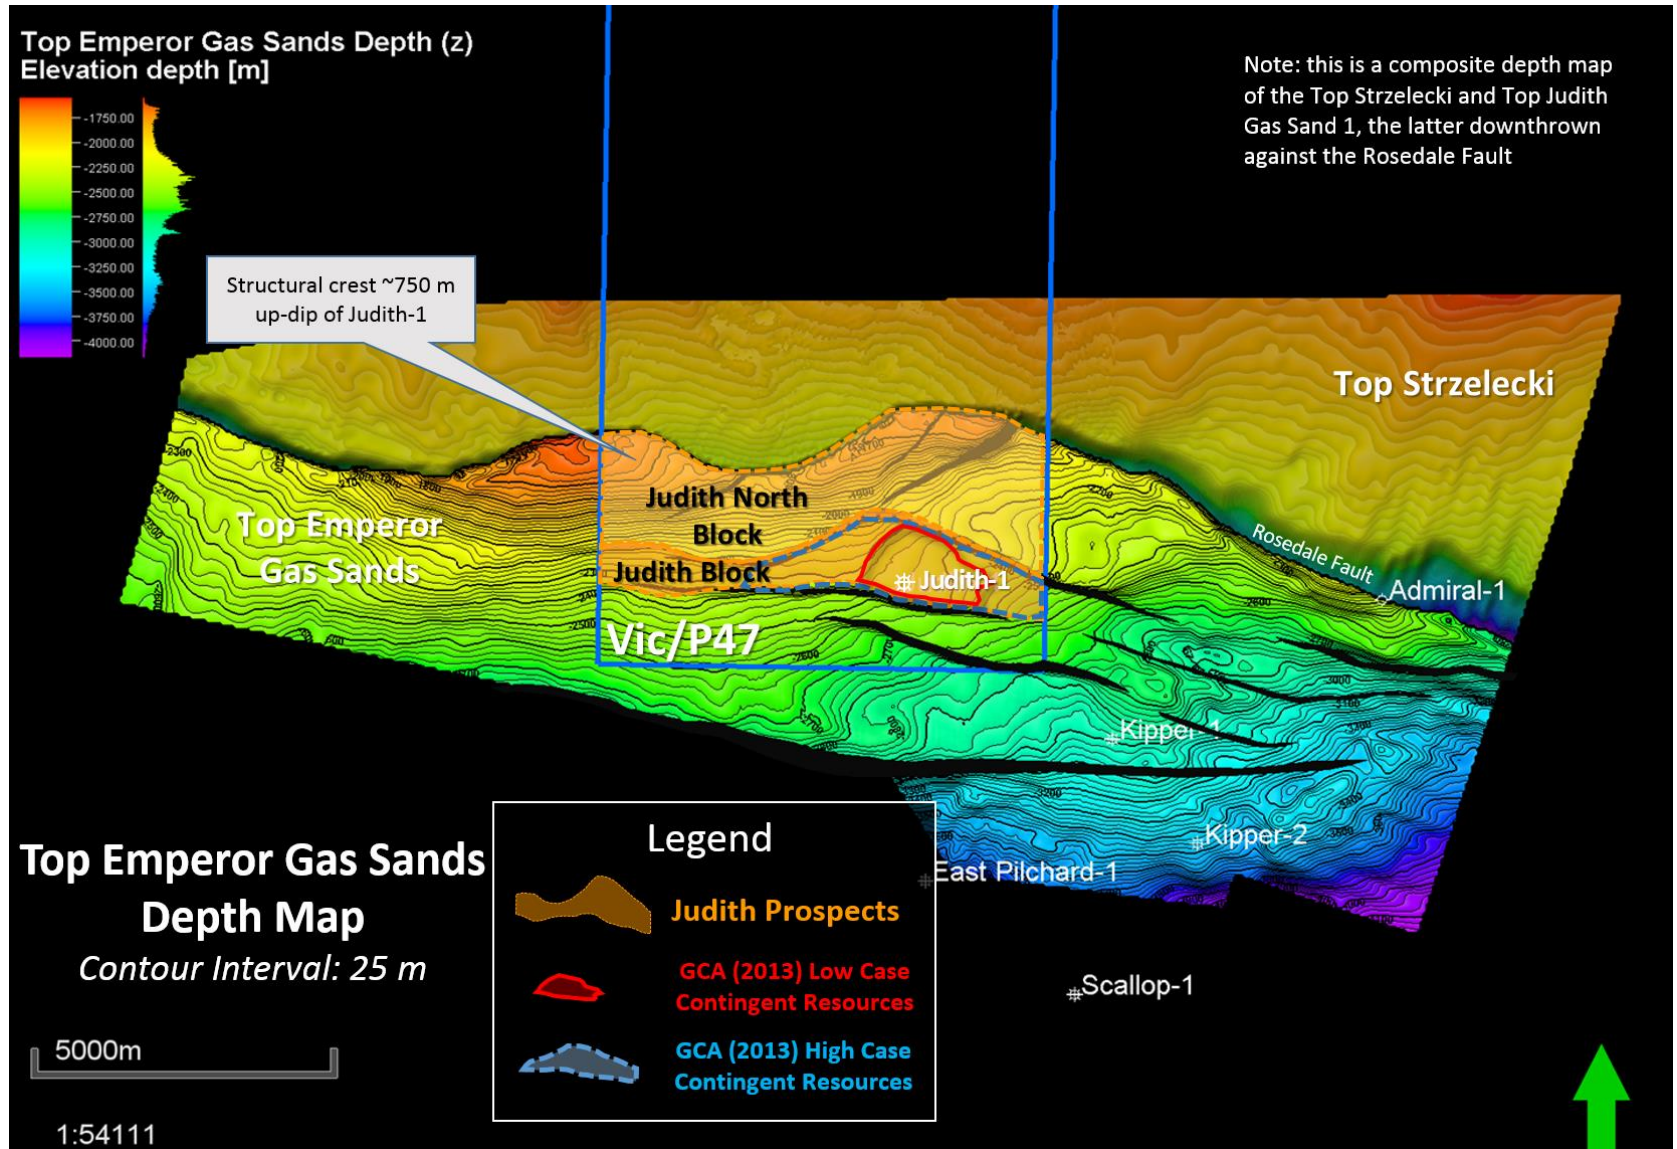 Top Emperor Gas Sands Depth (z)
Elevation depth [m]
-1750.00
-2000.00
-2250.00
-2500.00
-2750.00
-3000.00
-3250.00
-3500.00
-3750.00
-4000.00
Note: this is a composite depth map
of the Top Strzelecki and Top Judith
Gas Sand 1, the latter downthrown
against the Rosedale Fault
Structural crest ~750 m
up-dip of Judith-1
Top Strzelecki
Judith North
Block
Top Emperor
Gas Sands
Judith Block
Judith-1
Rosedale Fault
Admiral-1
Vic/P47
Kipper-1
Kipper-2
East Pilchard-1
Scallop-1
Top Emperor Gas Sands
Depth Map
Contour Interval: 25 m
Legend
Judith Prospects
GCA (2013) Low Case
Contingent Resources
GCA (2013) High Case
Contingent Resources
5000m
1:54111